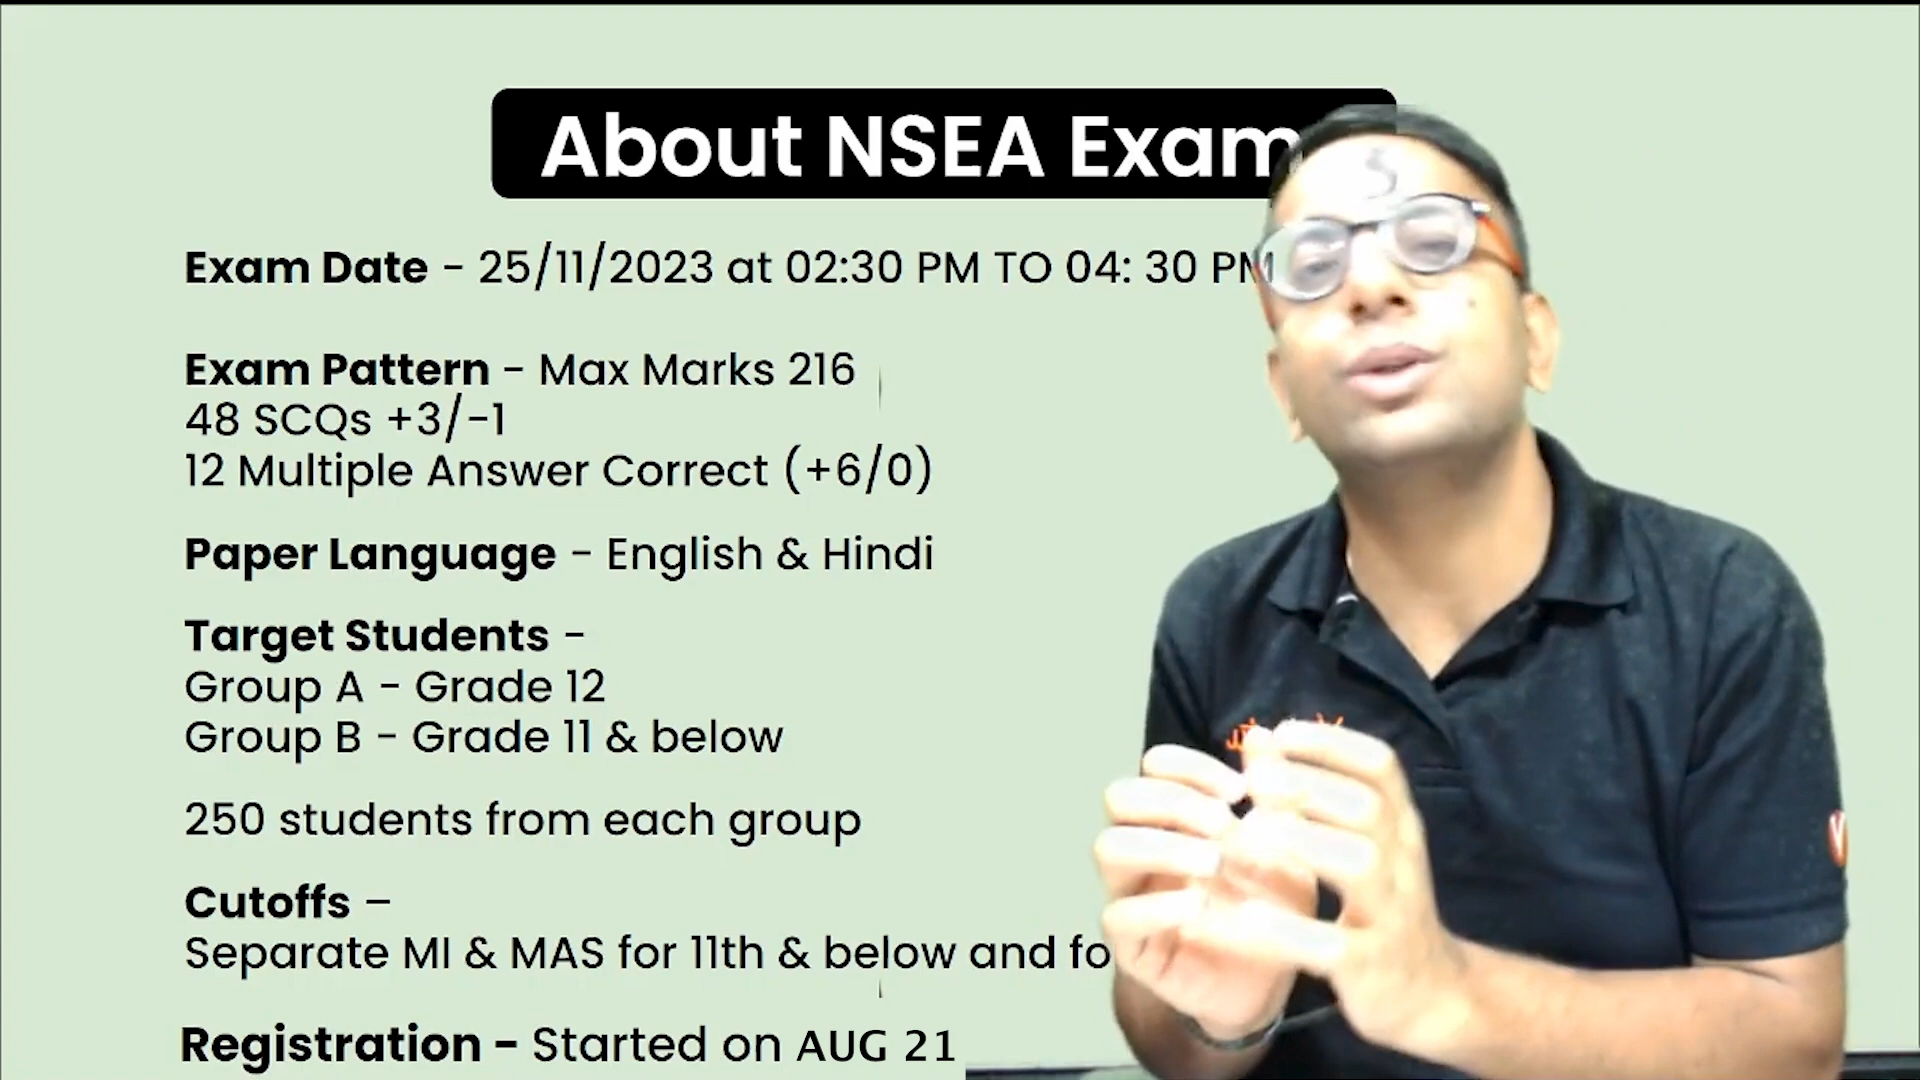 About NSEA Exam
Exam Date - 25/11/2023 at 02:30 PM TO 04: 30 PM
Exam Pattern - Max Marks 216
48 SCQs +3/-1
12 Multiple Answer Correct (+6/0)
Paper Language - English & Hindi
Target Students -
Group A - Grade 12
Group B - Grade 11 & below
250 students from each group
Cutoffs –
Separate MI & MAS for 11th & below and
Registration - Started on AUG 21